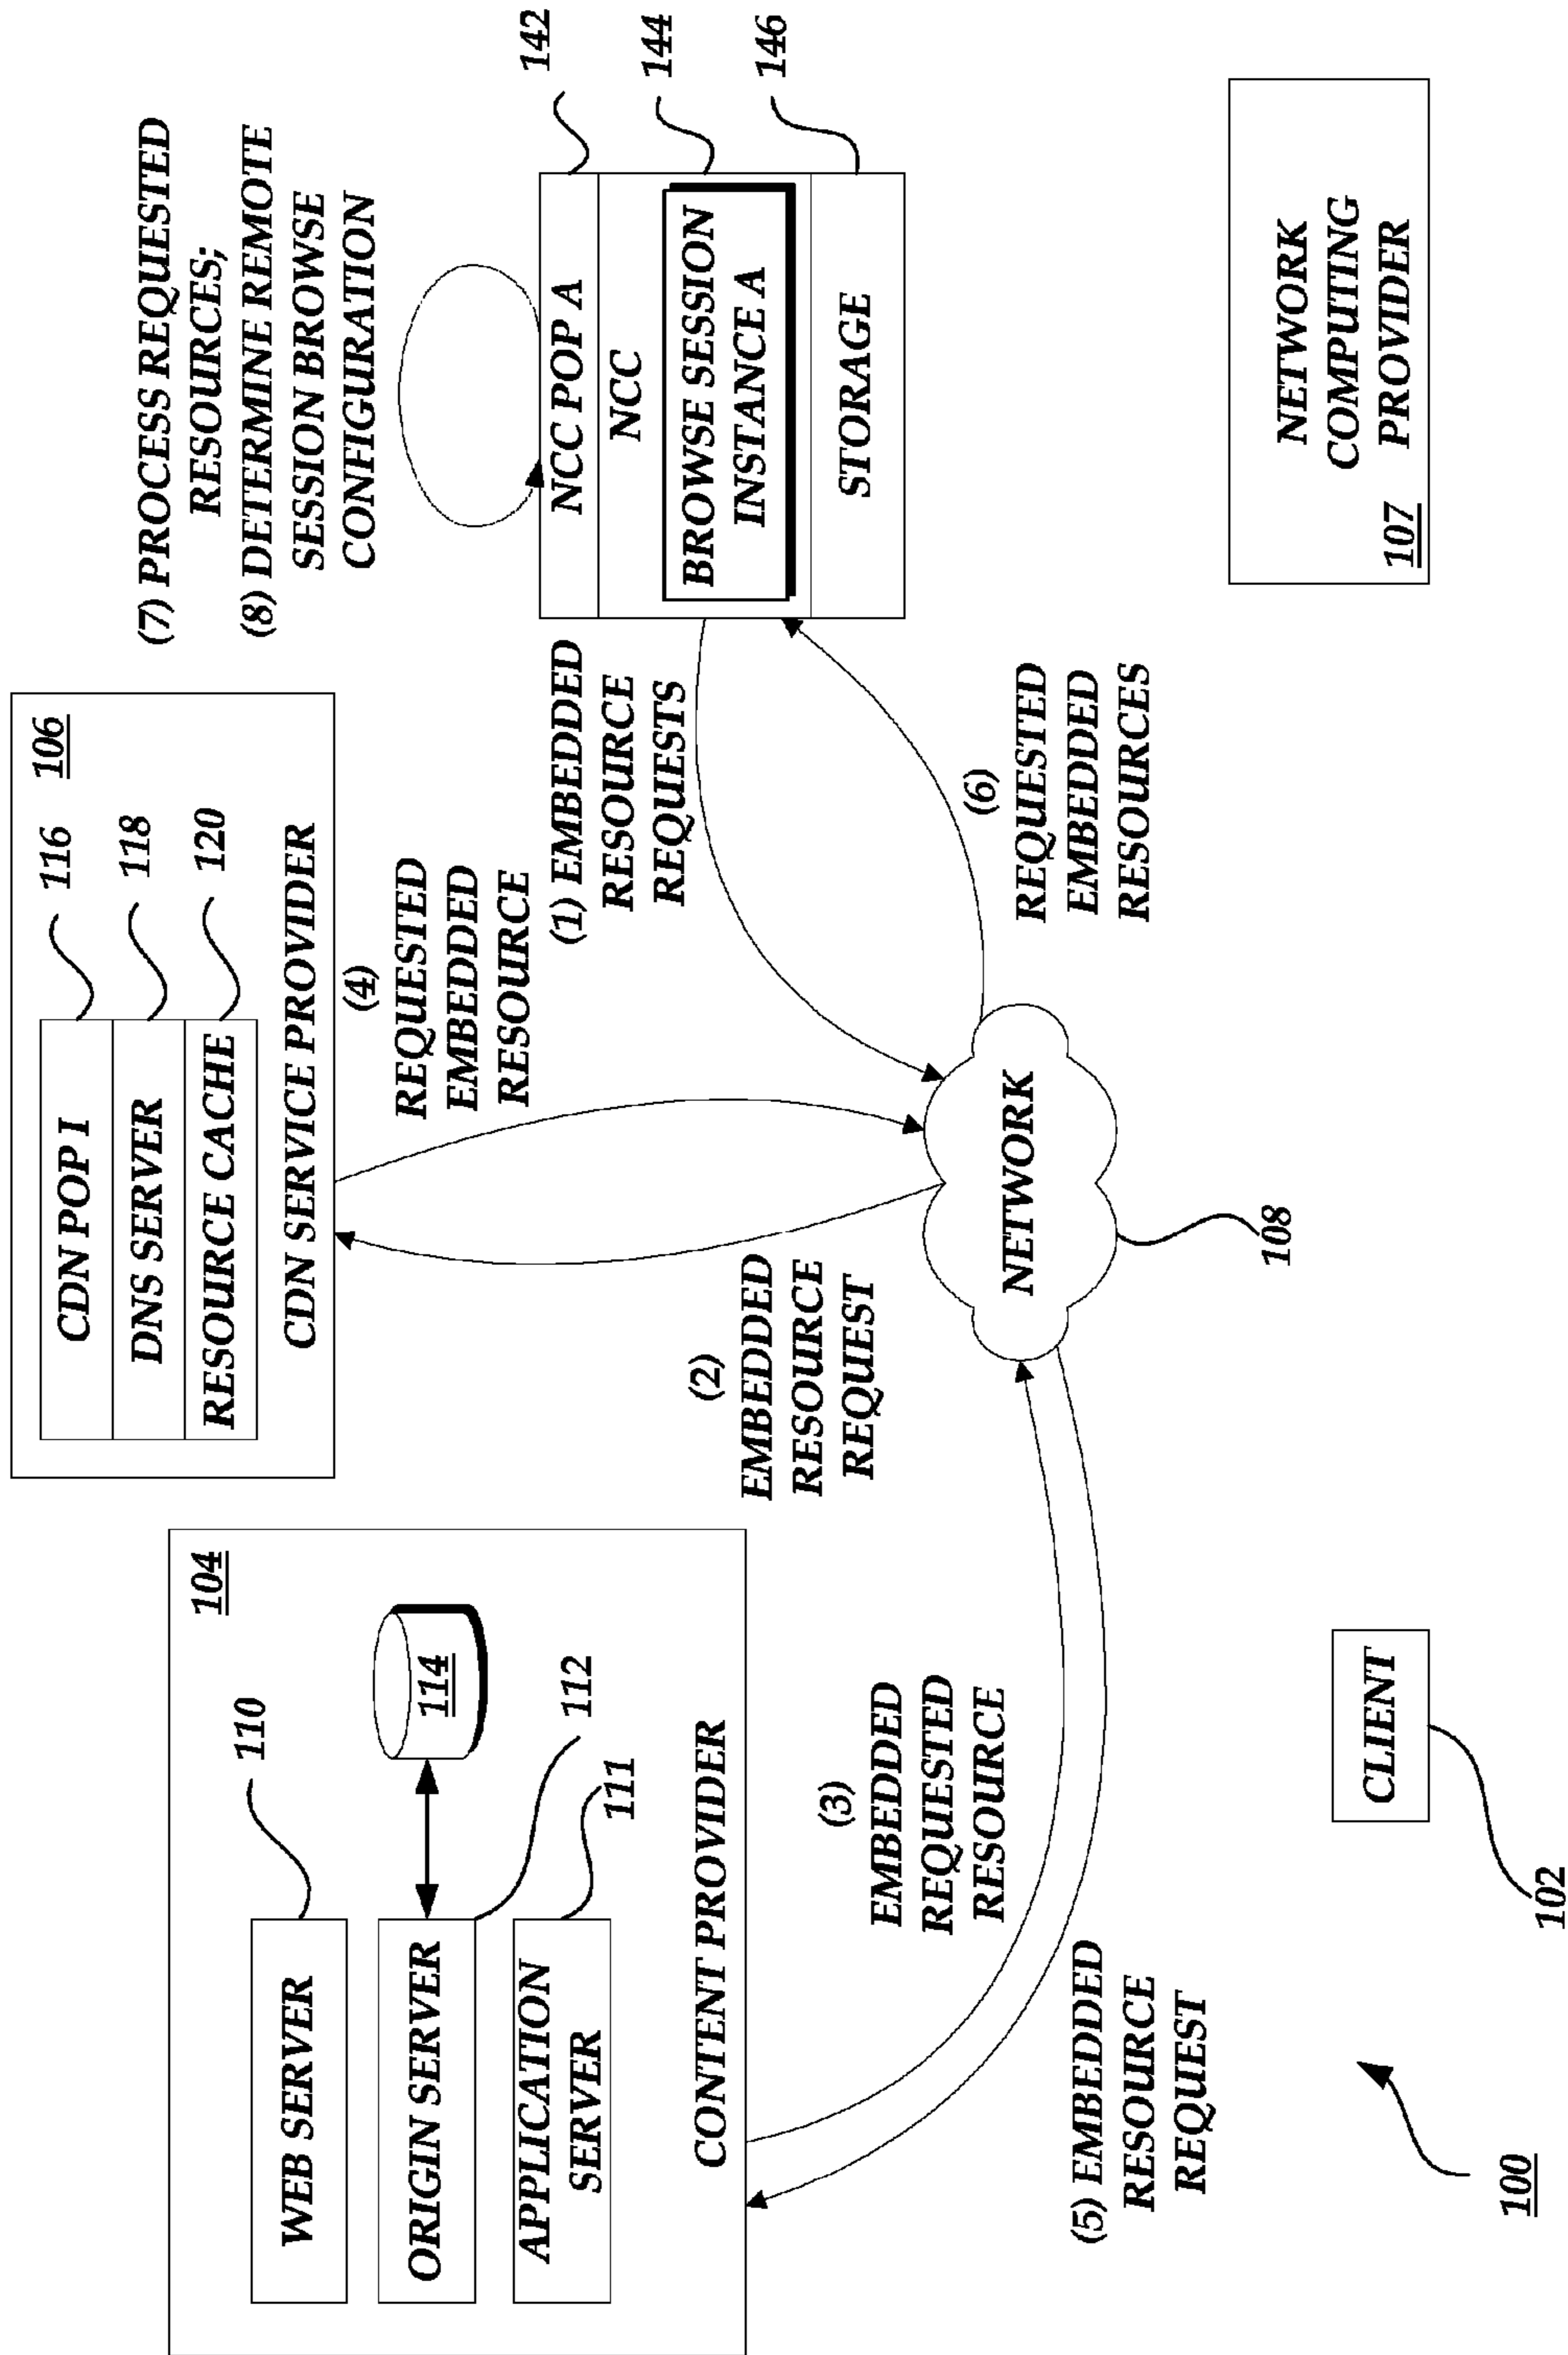 104
WEB SERVER
110
ORIGIN SERVER
114
112
APPLICATION
SERVER
111
CONTENT PROVIDER
106
CDN POP I
116
DNS SERVER
118
RESOURCE CACHE
120
CDN SERVICE PROVIDER
(7) PROCESS REQUESTED
RESOURCES;
(8) DETERMINE REMOTE
SESSION BROWSE
CONFIGURATION
NCC POP A
142
NCC
144
BROWSE SESSION
INSTANCE A
STORAGE
146
(4)
REQUESTED
EMBEDDED
RESOURCE
(1) EMBEDDED
RESOURCE
REQUESTS
(2)
EMBEDDED
RESOURCE
REQUEST
(6)
REQUESTED
EMBEDDED
RESOURCES
(3)
EMBEDDED
REQUESTED
RESOURCE
NETWORK
108
(5) EMBEDDED
RESOURCE
REQUEST
CLIENT
102
NETWORK
COMPUTING
PROVIDER
107
100